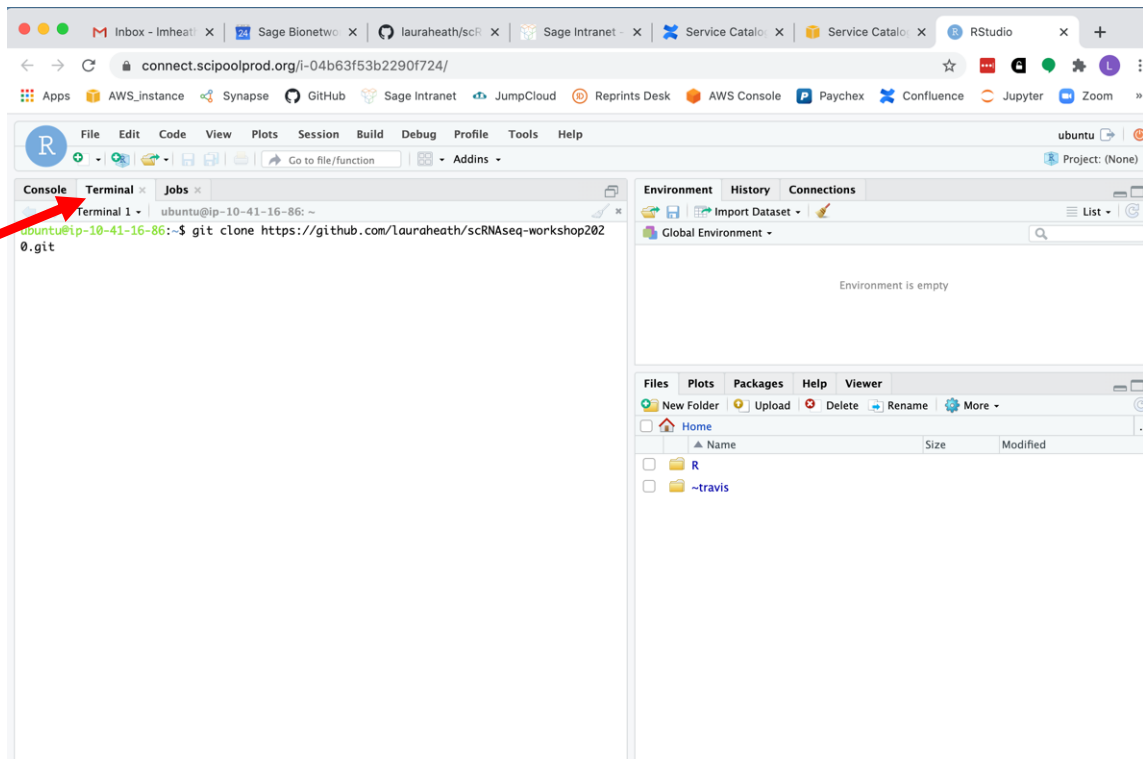 Inbox - lmheat
24
Sage Bionetwo
lauraheath/scR
Sage Intranet -
Service Catalo
Service Catalo
R
RStudio
connect.scipoolprod.org/i-04b63f53b2290f724/
L
Apps
AWS_instance
Synapse
GitHub
Sage Intranet
JumpCloud
Reprints Desk
AWS Console
Paychex
Confluence
Jupyter
Zoom
»
R
File Edit Code View Plots Session Build Debug Profile Tools Help
ubuntu
Go to file/function
Addins
Project: (None)
Console Terminal Jobs
Terminal 1
ubuntu@ip-10-41-16-86: ~
ubuntu@ip-10-41-16-86:~$ git clone https://github.com/lauraheath/scRNAseq-workshop202
0.git
Environment History Connections
Import Dataset
List
Global Environment
Environment is empty
Files Plots Packages Help Viewer
New Folder Upload Delete Rename More
Home
Name Size Modified
R
~travis